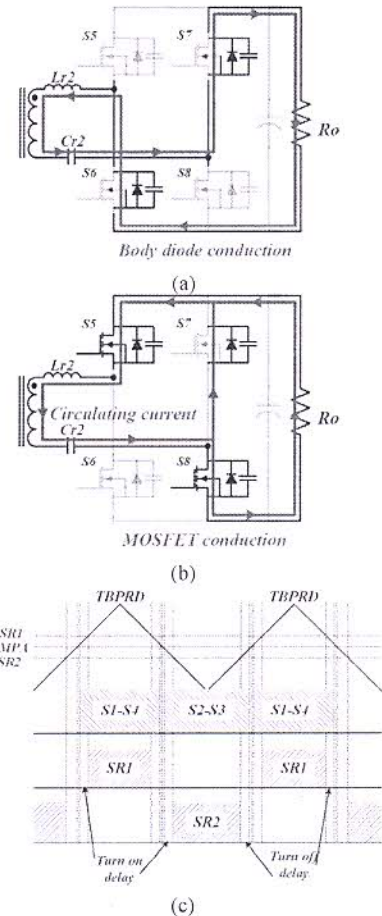 S5
S7
Lr2
Cr2
Ro
S6
S8
Body diode conduction
(a)
S5
S7
Lr2
Circulating current
Cr2
Ro
S6
S8
MOSFET conduction
(b)
TBPRD
TBPRD
SR1
MPA
SR2
S1-S4
S2-S3
S1-S4
SR1
SR1
SR2
Turn on delay
Turn off delay
(c)